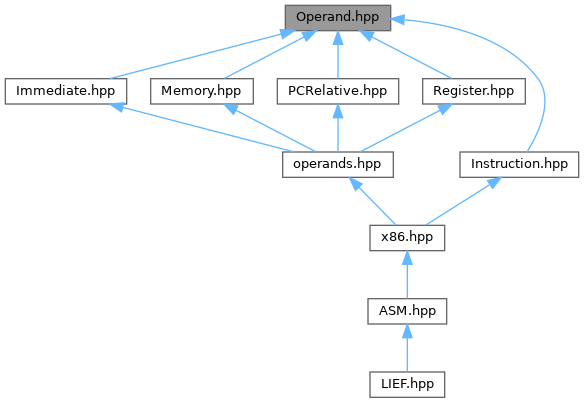 Operand.hpp
Immediate.hpp
Memory.hpp
PCRelative.hpp
Register.hpp
operands.hpp
Instruction.hpp
x86.hpp
ASM.hpp
LIEF.hpp